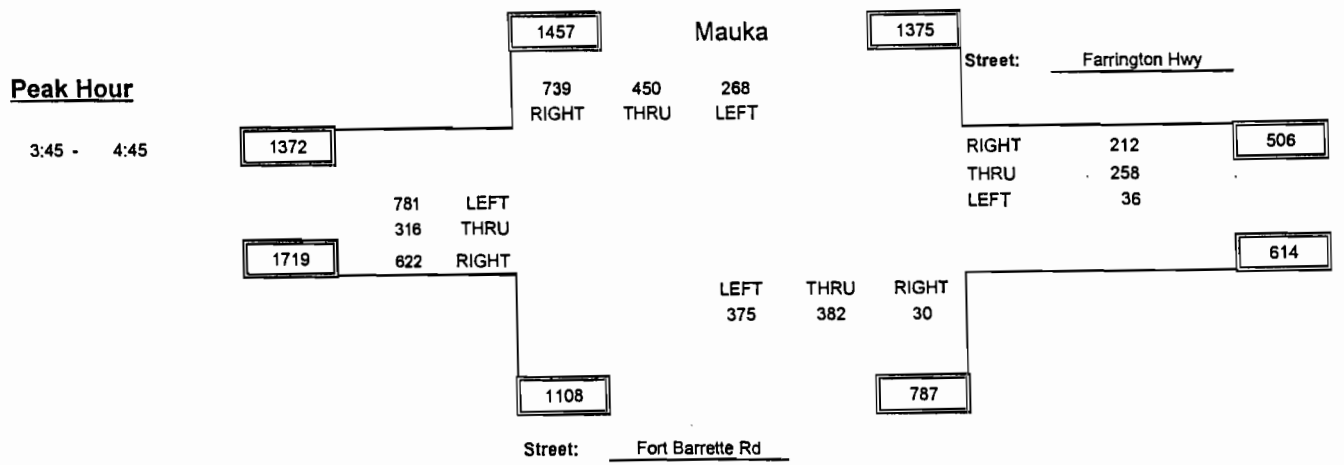 1457 Mauka 1375
Street: Farrington Hwy
Peak Hour
739 450 268
RIGHT THRU LEFT
3:45 - 4:45
1372
RIGHT 212
506
THRU 258
LEFT 36
781 LEFT
316 THRU
1719
622 RIGHT
614
LEFT THRU RIGHT
375 382 30
1108
787
Street: Fort Barrette Rd